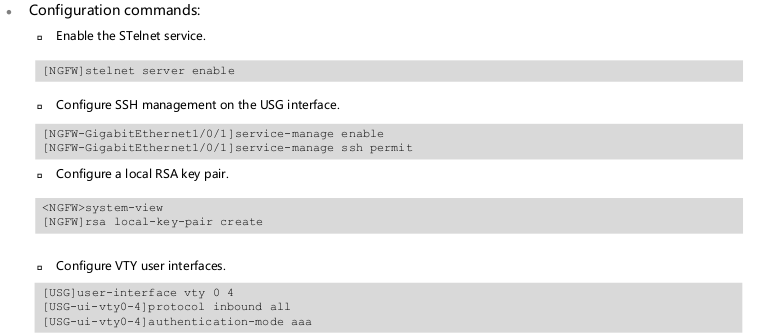 • Configuration commands:
▫ Enable the STelnet service.
[NGFW]stelnet server enable
▫ Configure SSH management on the USG interface.
[NGFW-GigabitEthernet1/0/1]service-manage enable
[NGFW-GigabitEthernet1/0/1]service-manage ssh permit
▫ Configure a local RSA key pair.
<NGFW>system-view
[NGFW]rsa local-key-pair create
▫ Configure VTY user interfaces.
[USG]user-interface vty 0 4
[USG-ui-vty0-4]protocol inbound all
[USG-ui-vty0-4]authentication-mode aaa